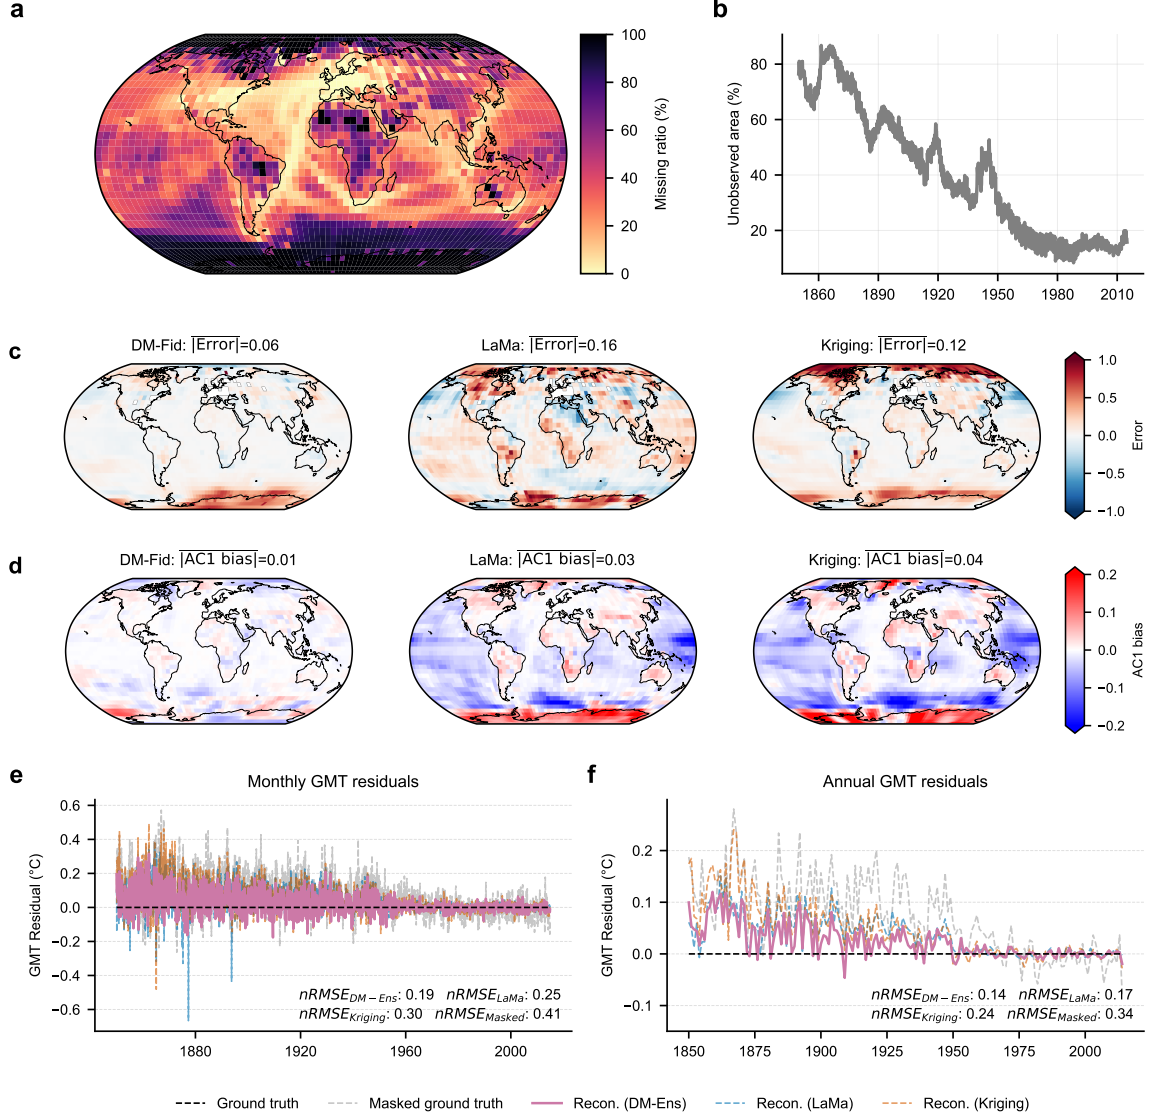 a
100
80
60
40
20
0
Missing ratio (%)
b
80
60
40
20
Unobserved area (%)
1860 1890 1920 1950 1980 2010
c
DM-Fid: |Error|=0.06
LaMa: |Error|=0.16
Kriging: |Error|=0.12
1.0
0.5
0.0
−0.5
−1.0
Error
d
DM-Fid: |AC1 bias|=0.01
LaMa: |AC1 bias|=0.03
Kriging: |AC1 bias|=0.04
0.2
0.1
0.0
−0.1
−0.2
AC1 bias
e
Monthly GMT residuals
0.6
0.4
0.2
0.0
−0.2
−0.4
−0.6
GMT Residual (°C)
nRMSE_DM−Ens: 0.19 nRMSE_LaMa: 0.25
nRMSE_Kriging: 0.30 nRMSE_Masked: 0.41
1880 1920 1960 2000
f
Annual GMT residuals
0.2
0.1
0.0
−0.1
GMT Residual (°C)
nRMSE_DM−Ens: 0.14 nRMSE_LaMa: 0.17
nRMSE_Kriging: 0.24 nRMSE_Masked: 0.34
1850 1875 1900 1925 1950 1975 2000
Ground truth Masked ground truth Recon. (DM-Ens) Recon. (LaMa) Recon. (Kriging)